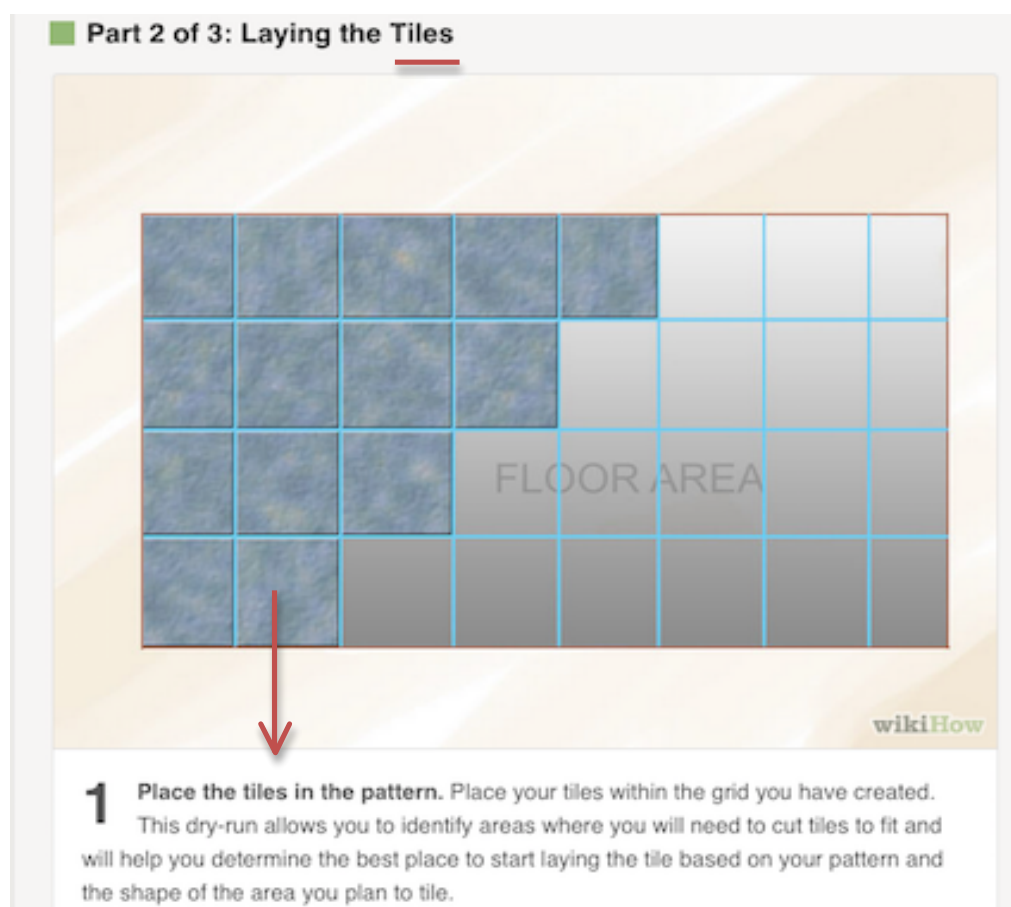 Part 2 of 3: Laying the Tiles
FLOOR AREA
wikiHow
1 Place the tiles in the pattern. Place your tiles within the grid you have created.
This dry-run allows you to identify areas where you will need to cut tiles to fit and
will help you determine the best place to start laying the tile based on your pattern and
the shape of the area you plan to tile.